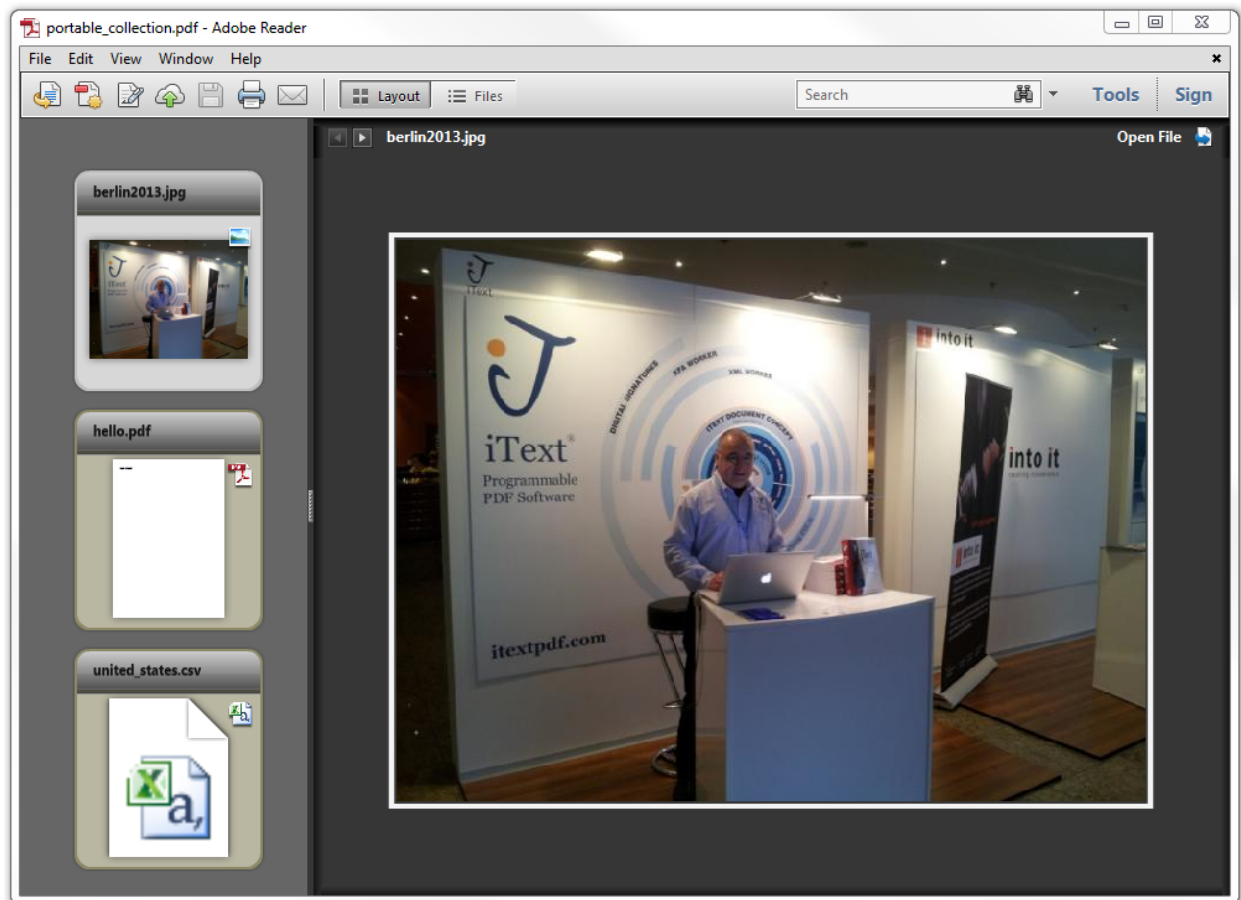 portable_collection.pdf - Adobe Reader
File Edit View Window Help
Layout
Files
Search
Tools
Sign
berlin2013.jpg
Open File
berlin2013.jpg
hello.pdf
united_states.csv
iText
iText®
Programmable
PDF Software
DIGITAL SIGNATURES
XFA WORKER
XML WORKER
ITEXT DOCUMENT CONCEPT
itextpdf.com
into it
into it
into it